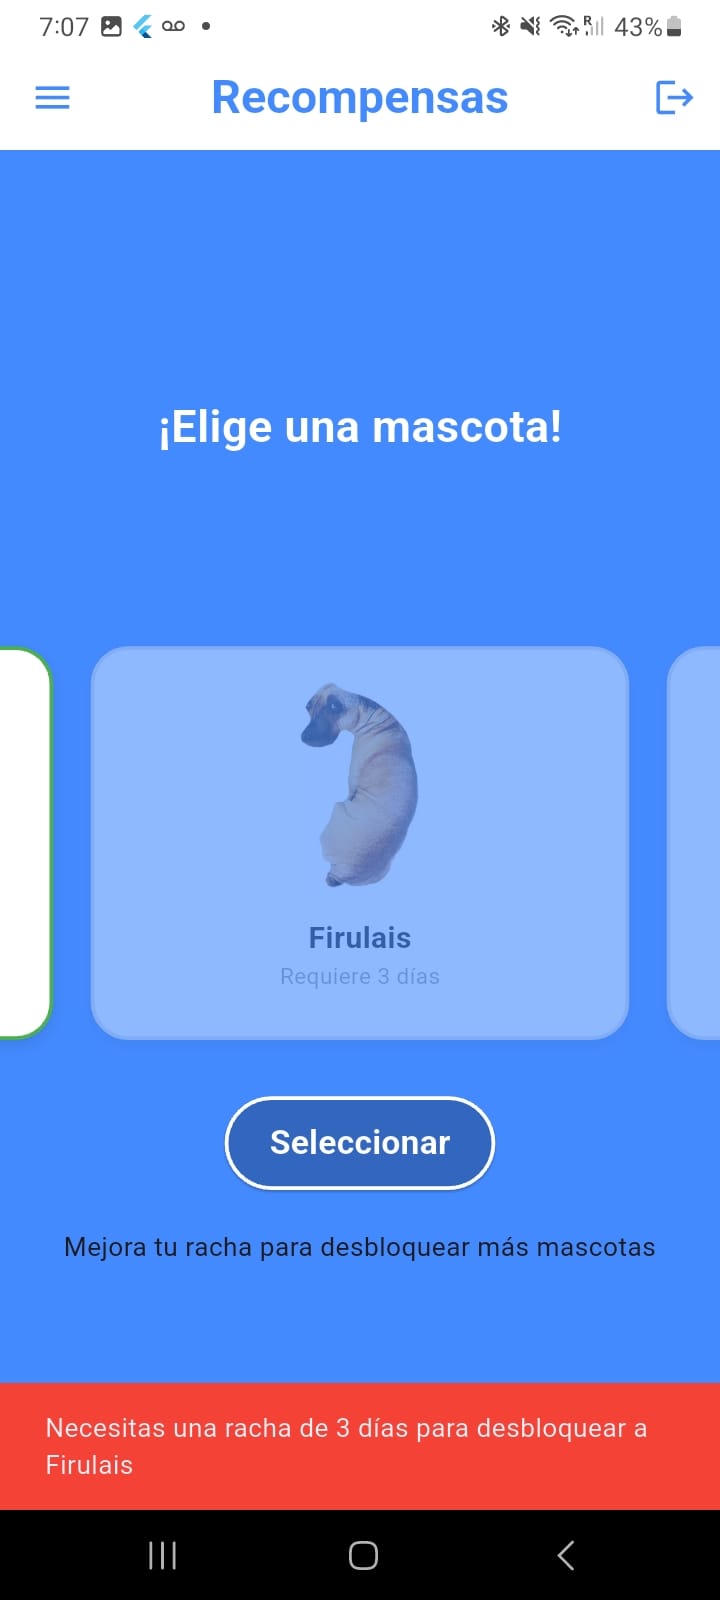 7:07
R
43%
Recompensas
¡Elige una mascota!
Firulais
Requiere 3 días
Seleccionar
Mejora tu racha para desbloquear más mascotas
Necesitas una racha de 3 días para desbloquear a
Firulais